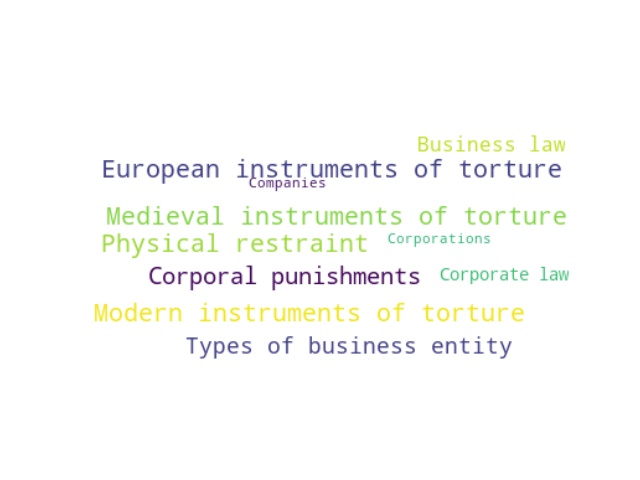 Business law
European instruments of torture
Companies
Medieval instruments of torture
Physical restraint
Corporations
Corporal punishments
Corporate law
Modern instruments of torture
Types of business entity